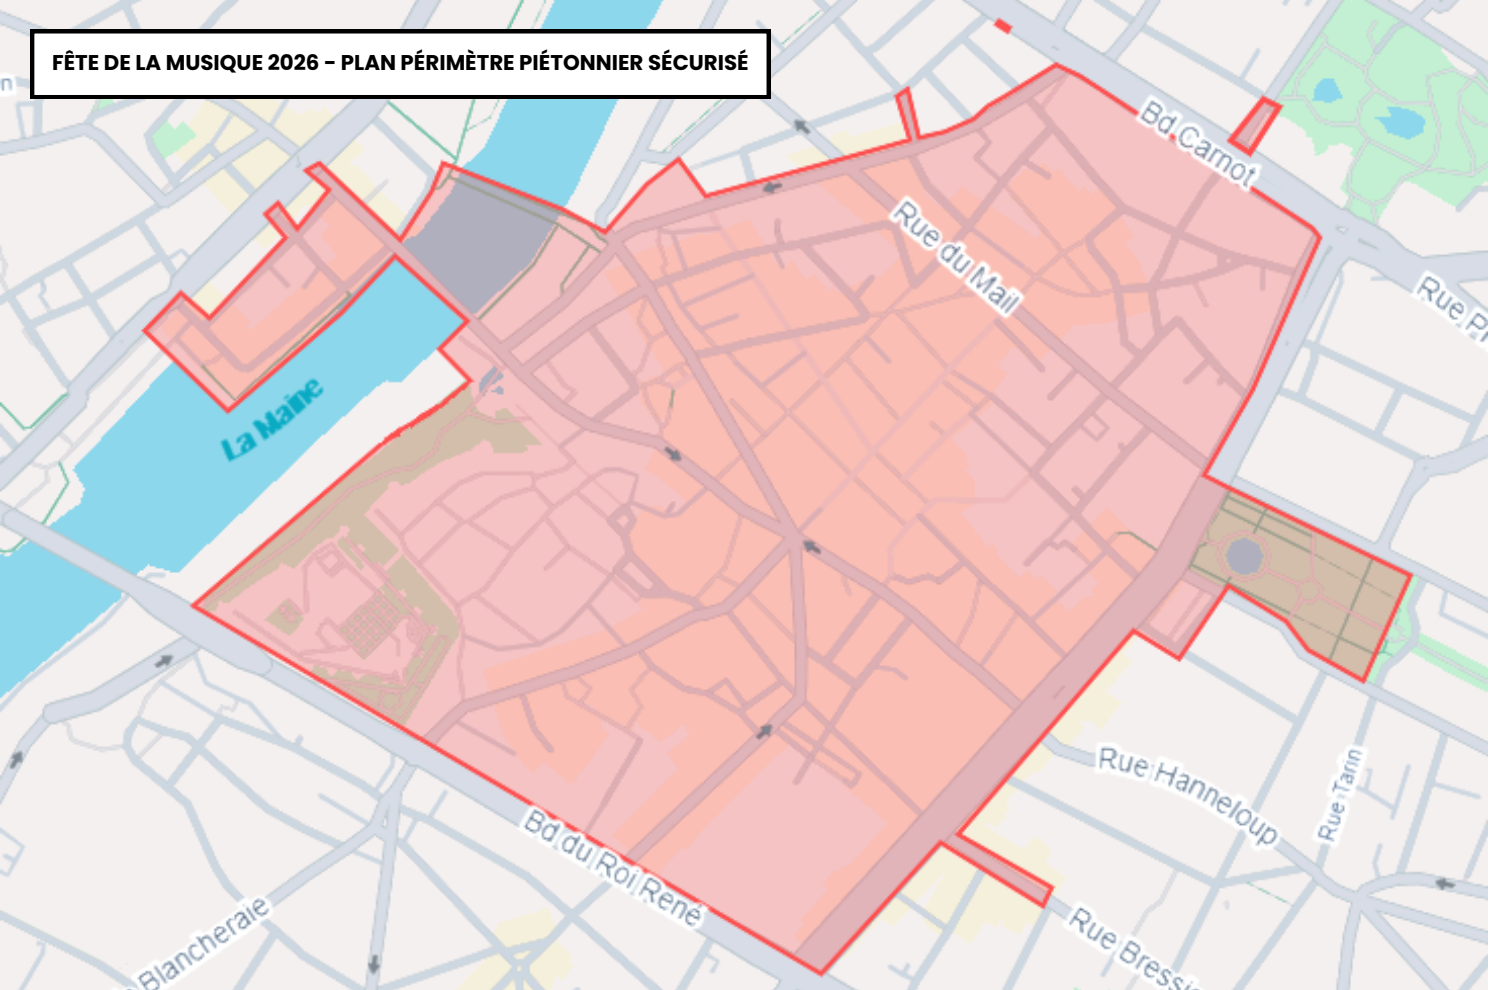 FÊTE DE LA MUSIQUE 2026 - PLAN PÉRIMÈTRE PIÉTONNIER SÉCURISÉ
Bd Carnot
Rue du Mail
La Maine
Rue Hanneloup
Rue Tarin
Bd du Roi René
Blancheraie
Rue